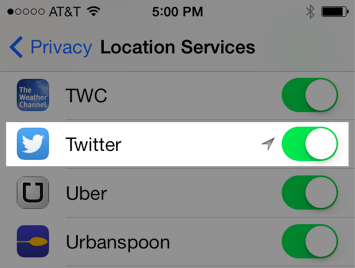 AT&T 5:00 PM
Privacy Location Services
The Weather Channel
TWC
Twitter
U
Uber
Urbanspoon